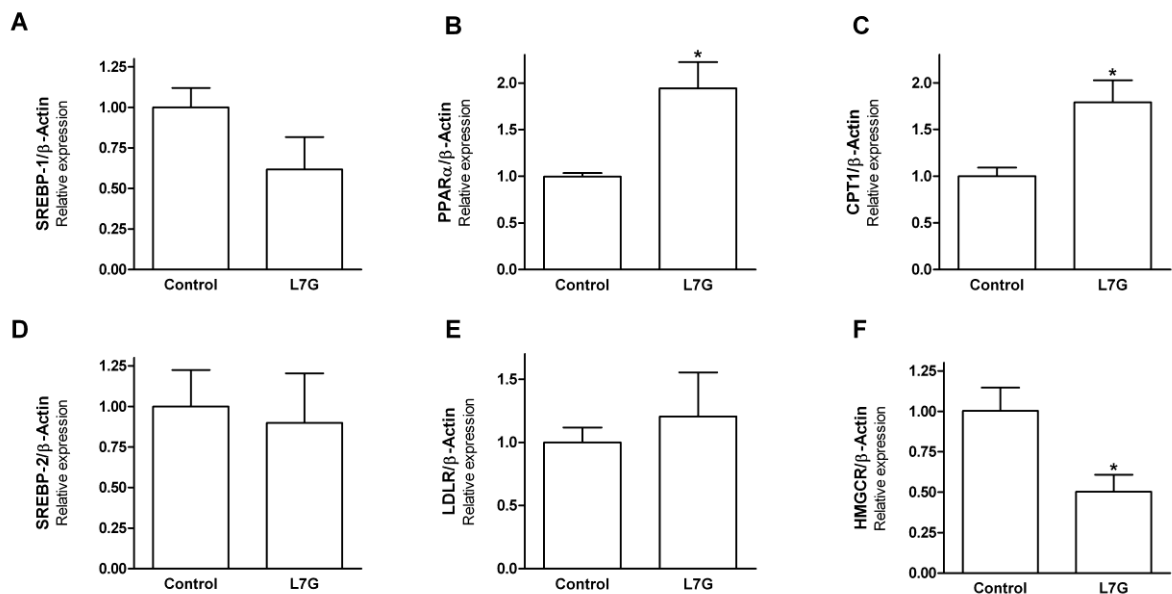 A
SREBP-1/β-Actin
Relative expression
1.25
1.00
0.75
0.50
0.25
0.00
Control
L7G
B
PPARα/β-Actin
Relative expression
2.0
1.5
1.0
0.5
0.0
*
Control
L7G
C
CPT1/β-Actin
Relative expression
2.0
1.5
1.0
0.5
0.0
*
Control
L7G
D
SREBP-2/β-Actin
Relative expression
1.25
1.00
0.75
0.50
0.25
0.00
Control
L7G
E
LDLR/β-Actin
Relative expression
1.5
1.0
0.5
0.0
Control
L7G
F
HMGCR/β-Actin
Relative expression
1.25
1.00
0.75
0.50
0.25
0.00
*
Control
L7G